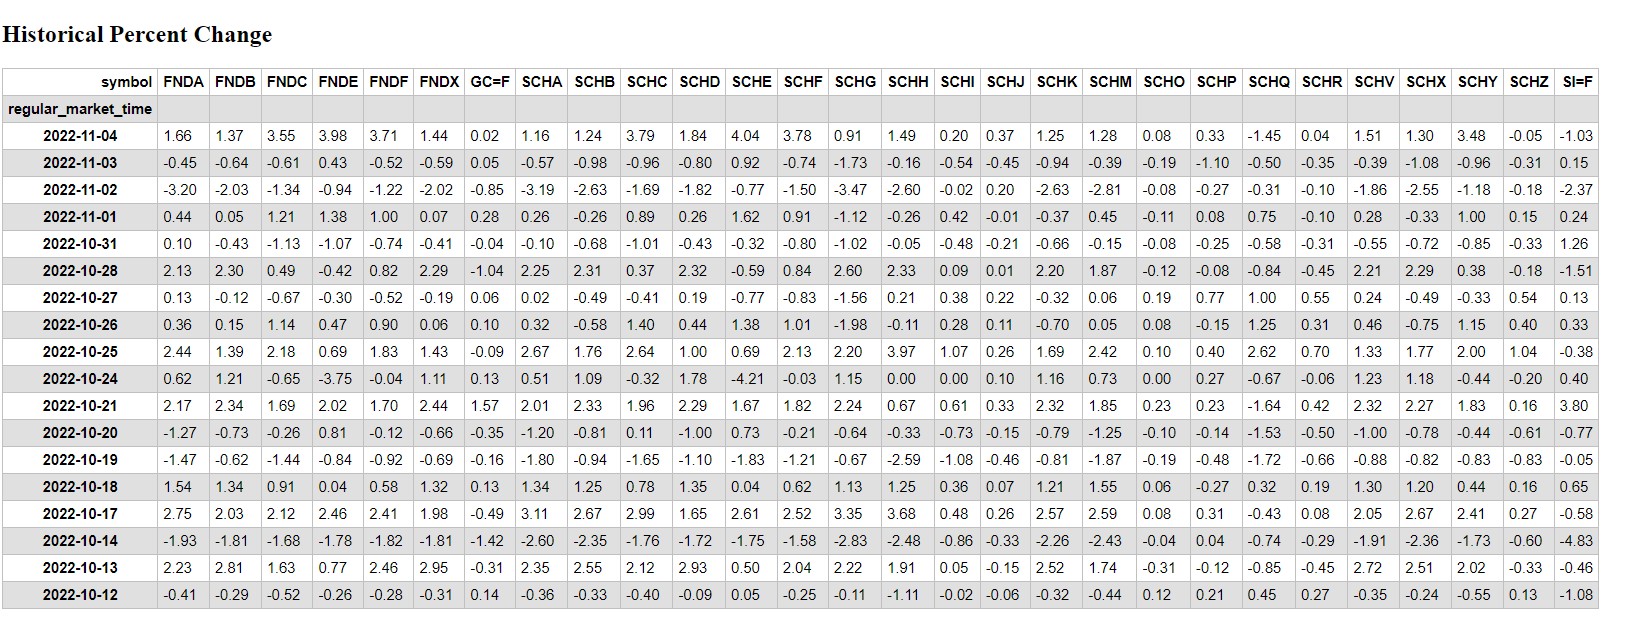 Historical Percent Change
symbol FNDA FNDB FNDC FNDE FNDF FNDX GC=F SCHA SCHB SCHC SCHD SCHE SCHF SCHG SCHH SCHI SCHJ SCHK SCHM SCHO SCHP SCHQ SCHR SCHV SCHX SCHY SCHZ SI=F
regular_market_time
2022-11-04 1.66 1.37 3.55 3.98 3.71 1.44 0.02 1.16 1.24 3.79 1.84 4.04 3.78 0.91 1.49 0.20 0.37 1.25 1.28 0.08 0.33 -1.45 0.04 1.51 1.30 3.48 -0.05 -1.03
2022-11-03 -0.45 -0.64 -0.61 0.43 -0.52 -0.59 0.05 -0.57 -0.98 -0.96 -0.80 0.92 -0.74 -1.73 -0.16 -0.54 -0.45 -0.94 -0.39 -0.19 -1.10 -0.50 -0.35 -0.39 -1.08 -0.96 -0.31 0.15
2022-11-02 -3.20 -2.03 -1.34 -0.94 -1.22 -2.02 -0.85 -3.19 -2.63 -1.69 -1.82 -0.77 -1.50 -3.47 -2.60 -0.02 0.20 -2.63 -2.81 -0.08 -0.27 -0.31 -0.10 -1.86 -2.55 -1.18 -0.18 -2.37
2022-11-01 0.44 0.05 1.21 1.38 1.00 0.07 0.28 0.26 -0.26 0.89 0.26 1.62 0.91 -1.12 -0.26 0.42 -0.01 -0.37 0.45 -0.11 0.08 0.75 -0.10 0.28 -0.33 1.00 0.15 0.24
2022-10-31 0.10 -0.43 -1.13 -1.07 -0.74 -0.41 -0.04 -0.10 -0.68 -1.01 -0.43 -0.32 -0.80 -1.02 -0.05 -0.48 -0.21 -0.66 -0.15 -0.08 -0.25 -0.58 -0.31 -0.55 -0.72 -0.85 -0.33 1.26
2022-10-28 2.13 2.30 0.49 -0.42 0.82 2.29 -1.04 2.25 2.31 0.37 2.32 -0.59 0.84 2.60 2.33 0.09 0.01 2.20 1.87 -0.12 -0.08 -0.84 -0.45 2.21 2.29 0.38 -0.18 -1.51
2022-10-27 0.13 -0.12 -0.67 -0.30 -0.52 -0.19 0.06 0.02 -0.49 -0.41 0.19 -0.77 -0.83 -1.56 0.21 0.38 0.22 -0.32 0.06 0.19 0.77 1.00 0.55 0.24 -0.49 -0.33 0.54 0.13
2022-10-26 0.36 0.15 1.14 0.47 0.90 0.06 0.10 0.32 -0.58 1.40 0.44 1.38 1.01 -1.98 -0.11 0.28 0.11 -0.70 0.05 0.08 -0.15 1.25 0.31 0.46 -0.75 1.15 0.40 0.33
2022-10-25 2.44 1.39 2.18 0.69 1.83 1.43 -0.09 2.67 1.76 2.64 1.00 0.69 2.13 2.20 3.97 1.07 0.26 1.69 2.42 0.10 0.40 2.62 0.70 1.33 1.77 2.00 1.04 -0.38
2022-10-24 0.62 1.21 -0.65 -3.75 -0.04 1.11 0.13 0.51 1.09 -0.32 1.78 -4.21 -0.03 1.15 0.00 0.00 0.10 1.16 0.73 0.00 0.27 -0.67 -0.06 1.23 1.18 -0.44 -0.20 0.40
2022-10-21 2.17 2.34 1.69 2.02 1.70 2.44 1.57 2.01 2.33 1.96 2.29 1.67 1.82 2.24 0.67 0.61 0.33 2.32 1.85 0.23 0.23 -1.64 0.42 2.32 2.27 1.83 0.16 3.80
2022-10-20 -1.27 -0.73 -0.26 0.81 -0.12 -0.66 -0.35 -1.20 -0.81 0.11 -1.00 0.73 -0.21 -0.64 -0.33 -0.73 -0.15 -0.79 -1.25 -0.10 -0.14 -1.53 -0.50 -1.00 -0.78 -0.44 -0.61 -0.77
2022-10-19 -1.47 -0.62 -1.44 -0.84 -0.92 -0.69 -0.16 -1.80 -0.94 -1.65 -1.10 -1.83 -1.21 -0.67 -2.59 -1.08 -0.46 -0.81 -1.87 -0.19 -0.48 -1.72 -0.66 -0.88 -0.82 -0.83 -0.83 -0.05
2022-10-18 1.54 1.34 0.91 0.04 0.58 1.32 0.13 1.34 1.25 0.78 1.35 0.04 0.62 1.13 1.25 0.36 0.07 1.21 1.55 0.06 -0.27 0.32 0.19 1.30 1.20 0.44 0.16 0.65
2022-10-17 2.75 2.03 2.12 2.46 2.41 1.98 -0.49 3.11 2.67 2.99 1.65 2.61 2.52 3.35 3.68 0.48 0.26 2.57 2.59 0.08 0.31 -0.43 0.08 2.05 2.67 2.41 0.27 -0.58
2022-10-14 -1.93 -1.81 -1.68 -1.78 -1.82 -1.81 -1.42 -2.60 -2.35 -1.76 -1.72 -1.75 -1.58 -2.83 -2.48 -0.86 -0.33 -2.26 -2.43 -0.04 0.04 -0.74 -0.29 -1.91 -2.36 -1.73 -0.60 -4.83
2022-10-13 2.23 2.81 1.63 0.77 2.46 2.95 -0.31 2.35 2.55 2.12 2.93 0.50 2.04 2.22 1.91 0.05 -0.15 2.52 1.74 -0.31 -0.12 -0.85 -0.45 2.72 2.51 2.02 -0.33 -0.46
2022-10-12 -0.41 -0.29 -0.52 -0.26 -0.28 -0.31 0.14 -0.36 -0.33 -0.40 -0.09 0.05 -0.25 -0.11 -1.11 -0.02 -0.06 -0.32 -0.44 0.12 0.21 0.45 0.27 -0.35 -0.24 -0.55 0.13 -1.08